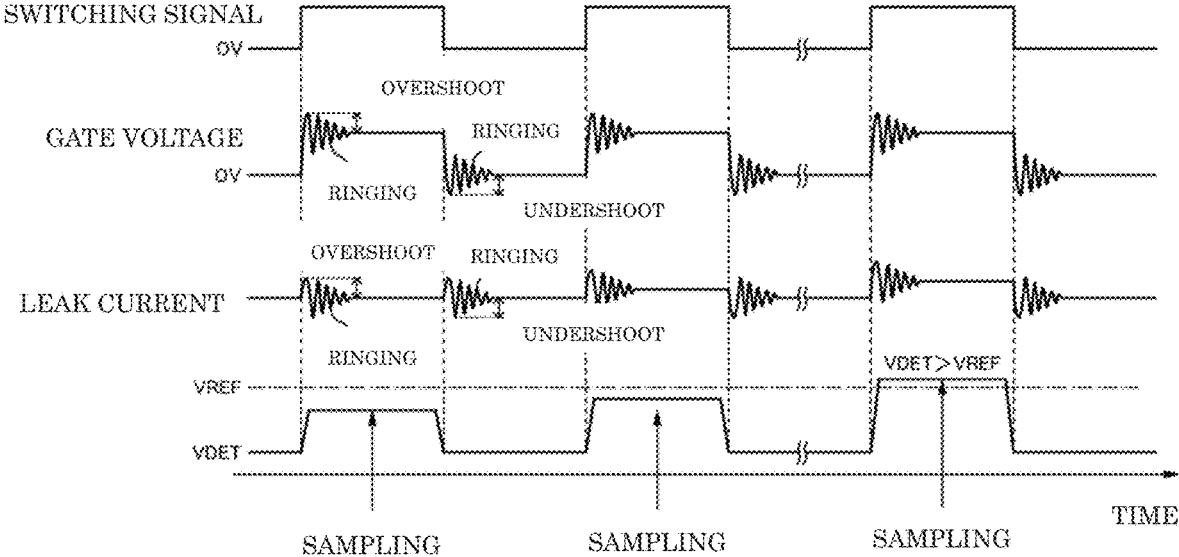 SWITCHING SIGNAL
0V
OVERSHOOT
GATE VOLTAGE
RINGING
0V
RINGING
UNDERSHOOT
OVERSHOOT
RINGING
LEAK CURRENT
UNDERSHOOT
RINGING
VDET>VREF
VREF
VDET
TIME
SAMPLING
SAMPLING
SAMPLING